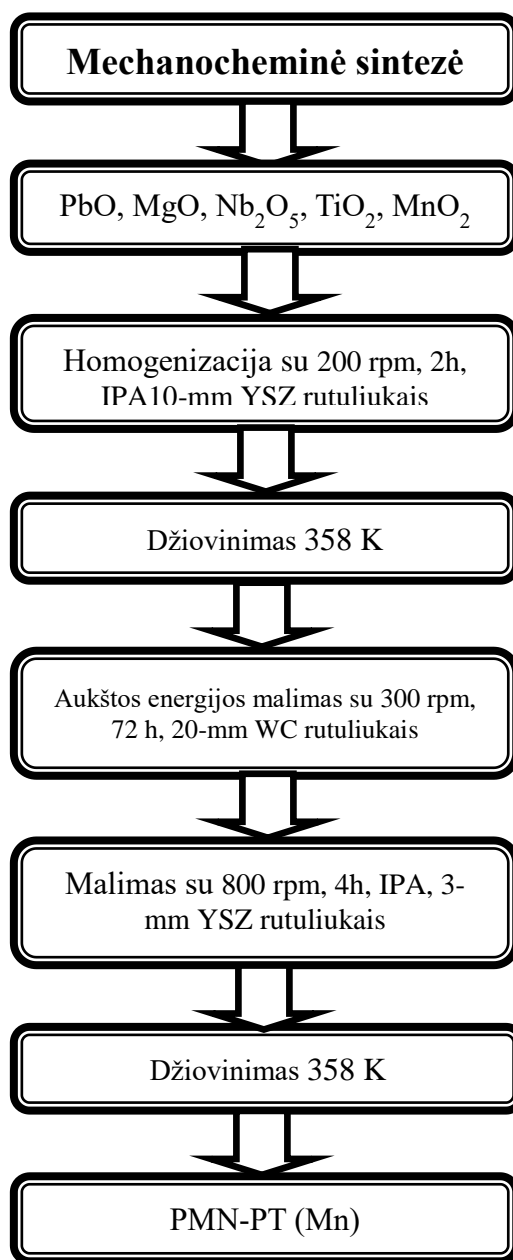 Mechanocheminė sintezė
PbO, MgO, Nb₂O₅, TiO₂, MnO₂
Homogenizacija su 200 rpm, 2h,
IPA10-mm YSZ rutuliukais
Džiovinimas 358 K
Aukštos energijos malimas su 300 rpm,
72 h, 20-mm WC rutuliukais
Malimas su 800 rpm, 4h, IPA, 3-
mm YSZ rutuliukais
Džiovinimas 358 K
PMN-PT (Mn)